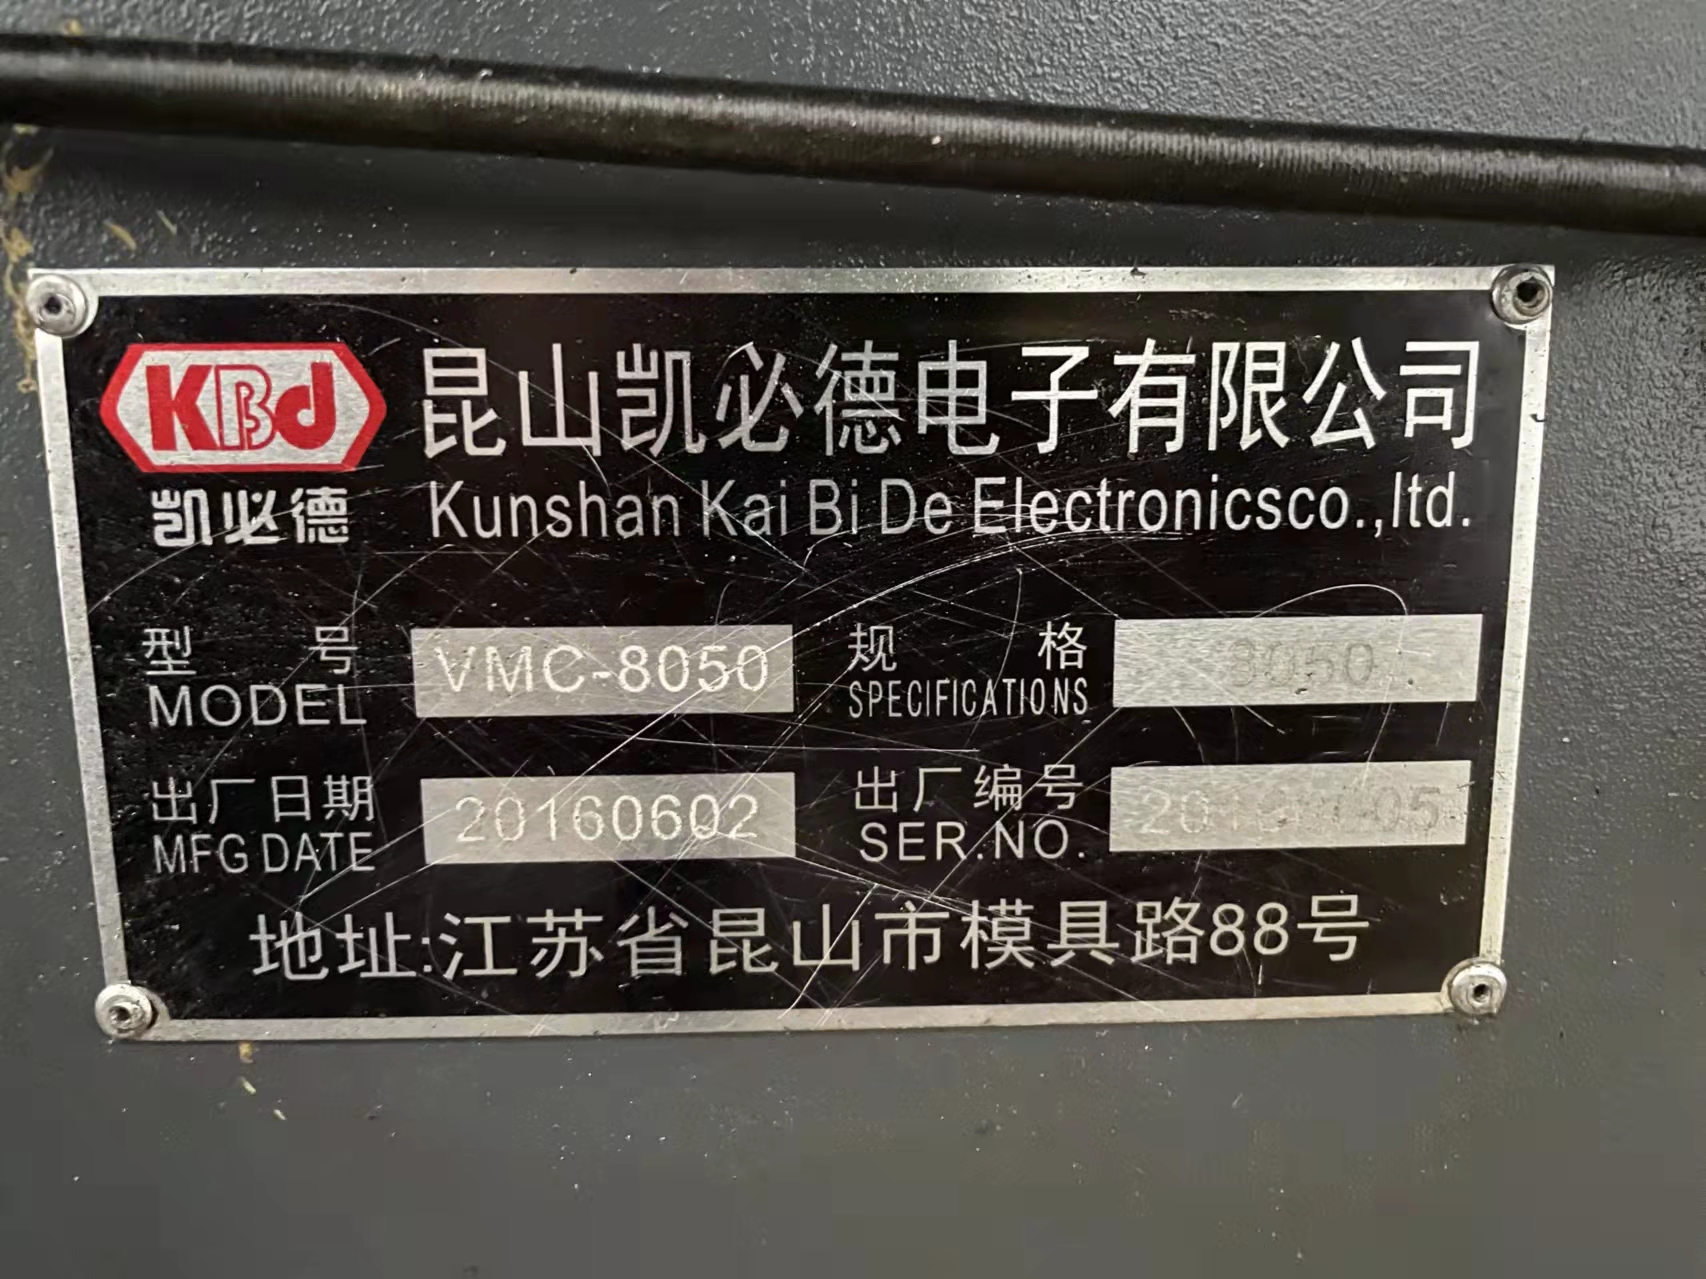 KBd
凯必德
昆山凯必德电子有限公司
Kunshan Kai Bi De Electronicsco.,ltd.
型号 VMC-8050 规格 8050
MODEL SPECIFICATIONS
出厂日期 20160602 出厂编号
MFG DATE SER.NO.
地址:江苏省昆山市模具路88号